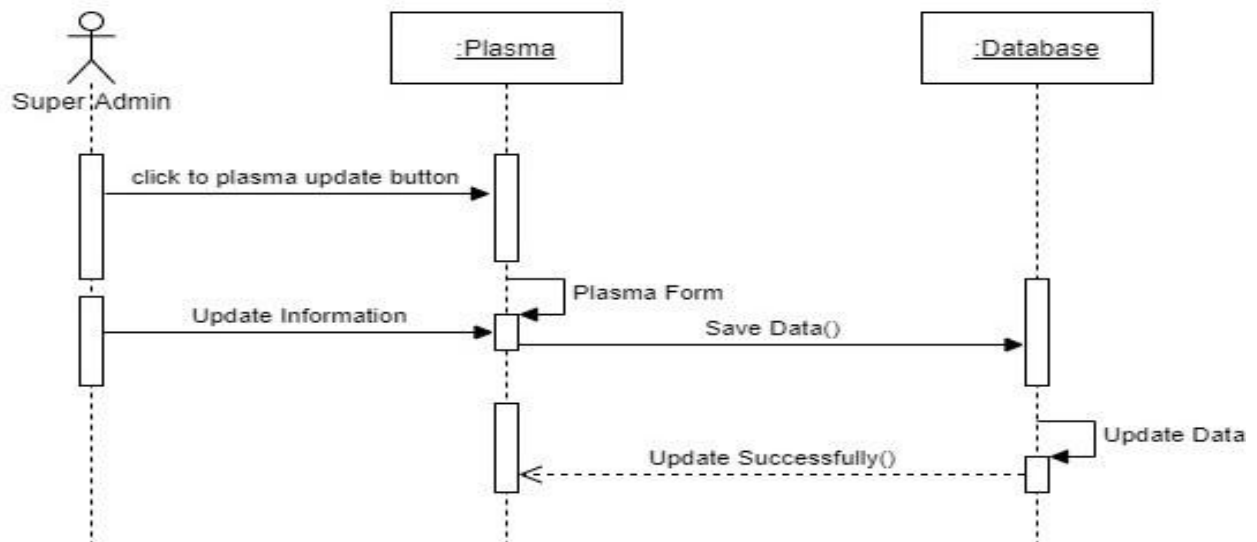 :Plasma
:Database
Super Admin
click to plasma update button
Plasma Form
Update Information
Save Data()
Update Data
Update Successfully()